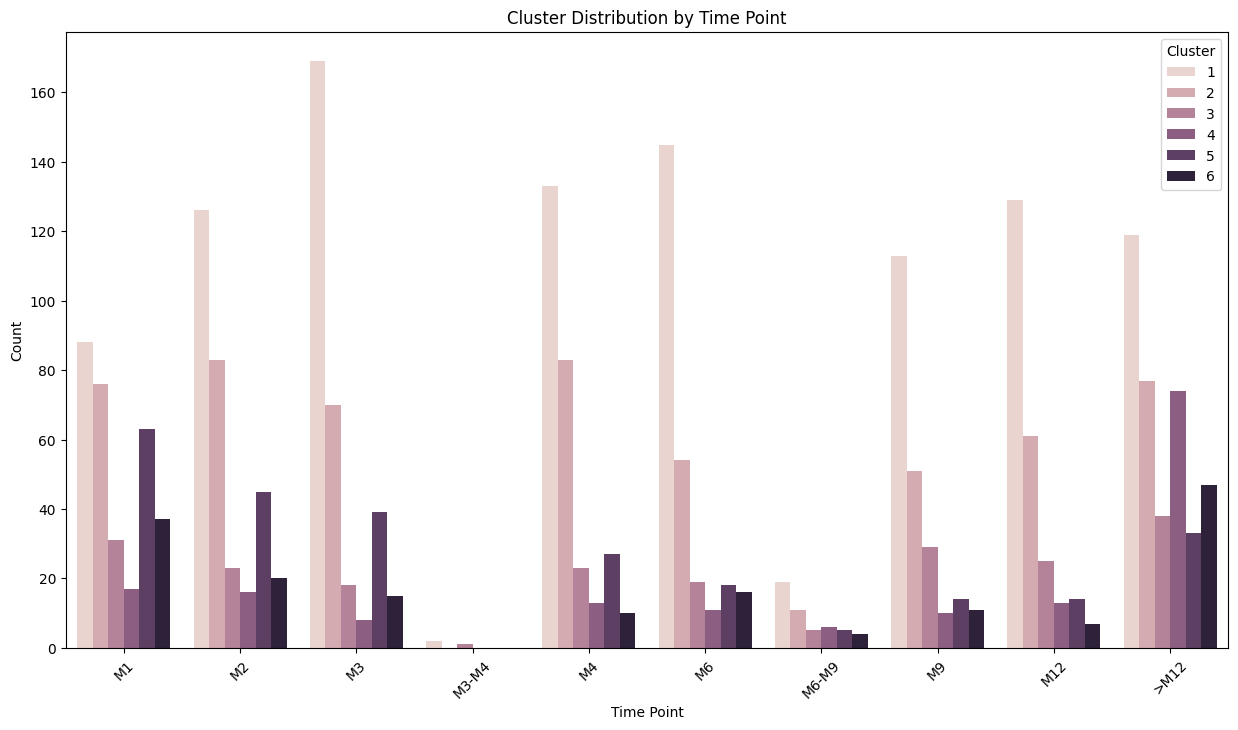 Cluster Distribution by Time Point
Cluster
1
2
3
4
5
6
160
140
120
100
80
60
40
20
0
Count
M1
M2
M3
M3-M4
M4
M6
M6-M9
M9
M12
>M12
Time Point